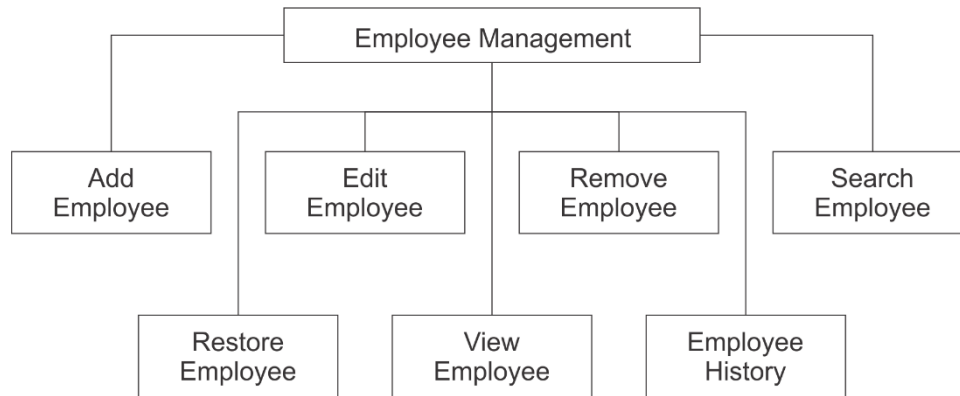 Employee Management
Add
Employee
Edit
Employee
Remove
Employee
Search
Employee
Restore
Employee
View
Employee
Employee
History